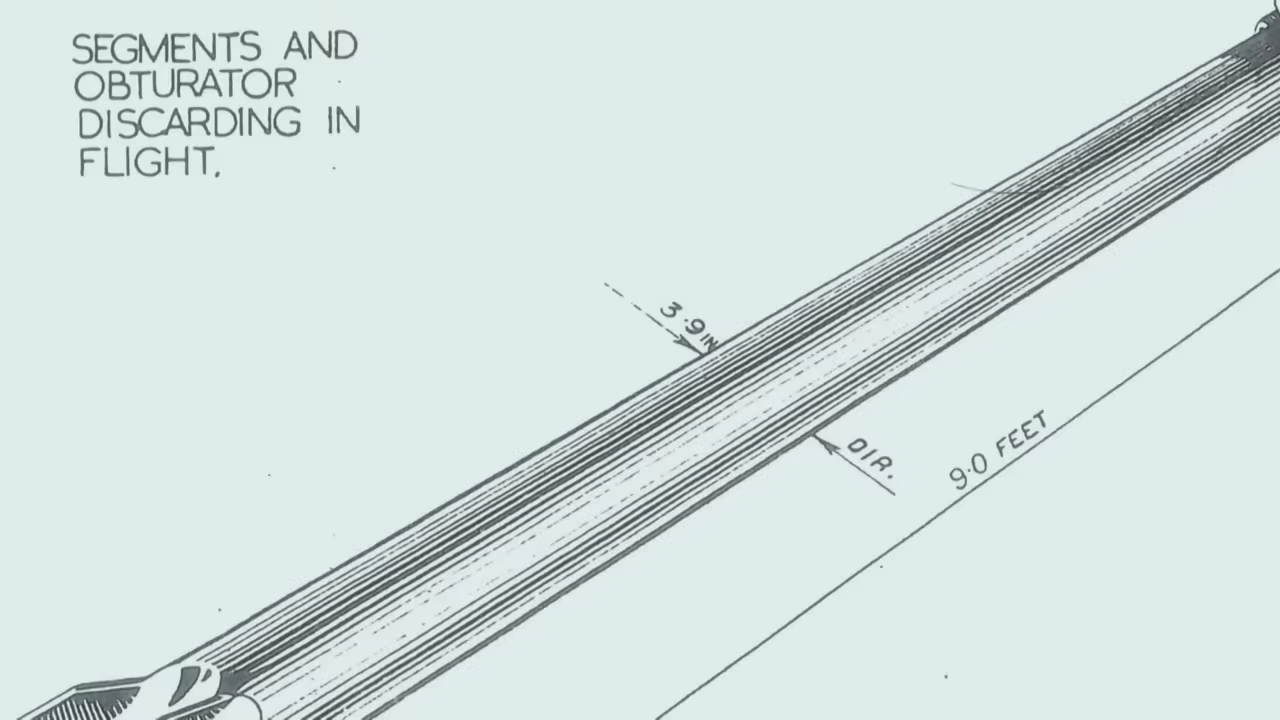 SEGMENTS AND
OBTURATOR
DISCARDING IN
FLIGHT.
3.9 IN
DIA.
9.0 FEET